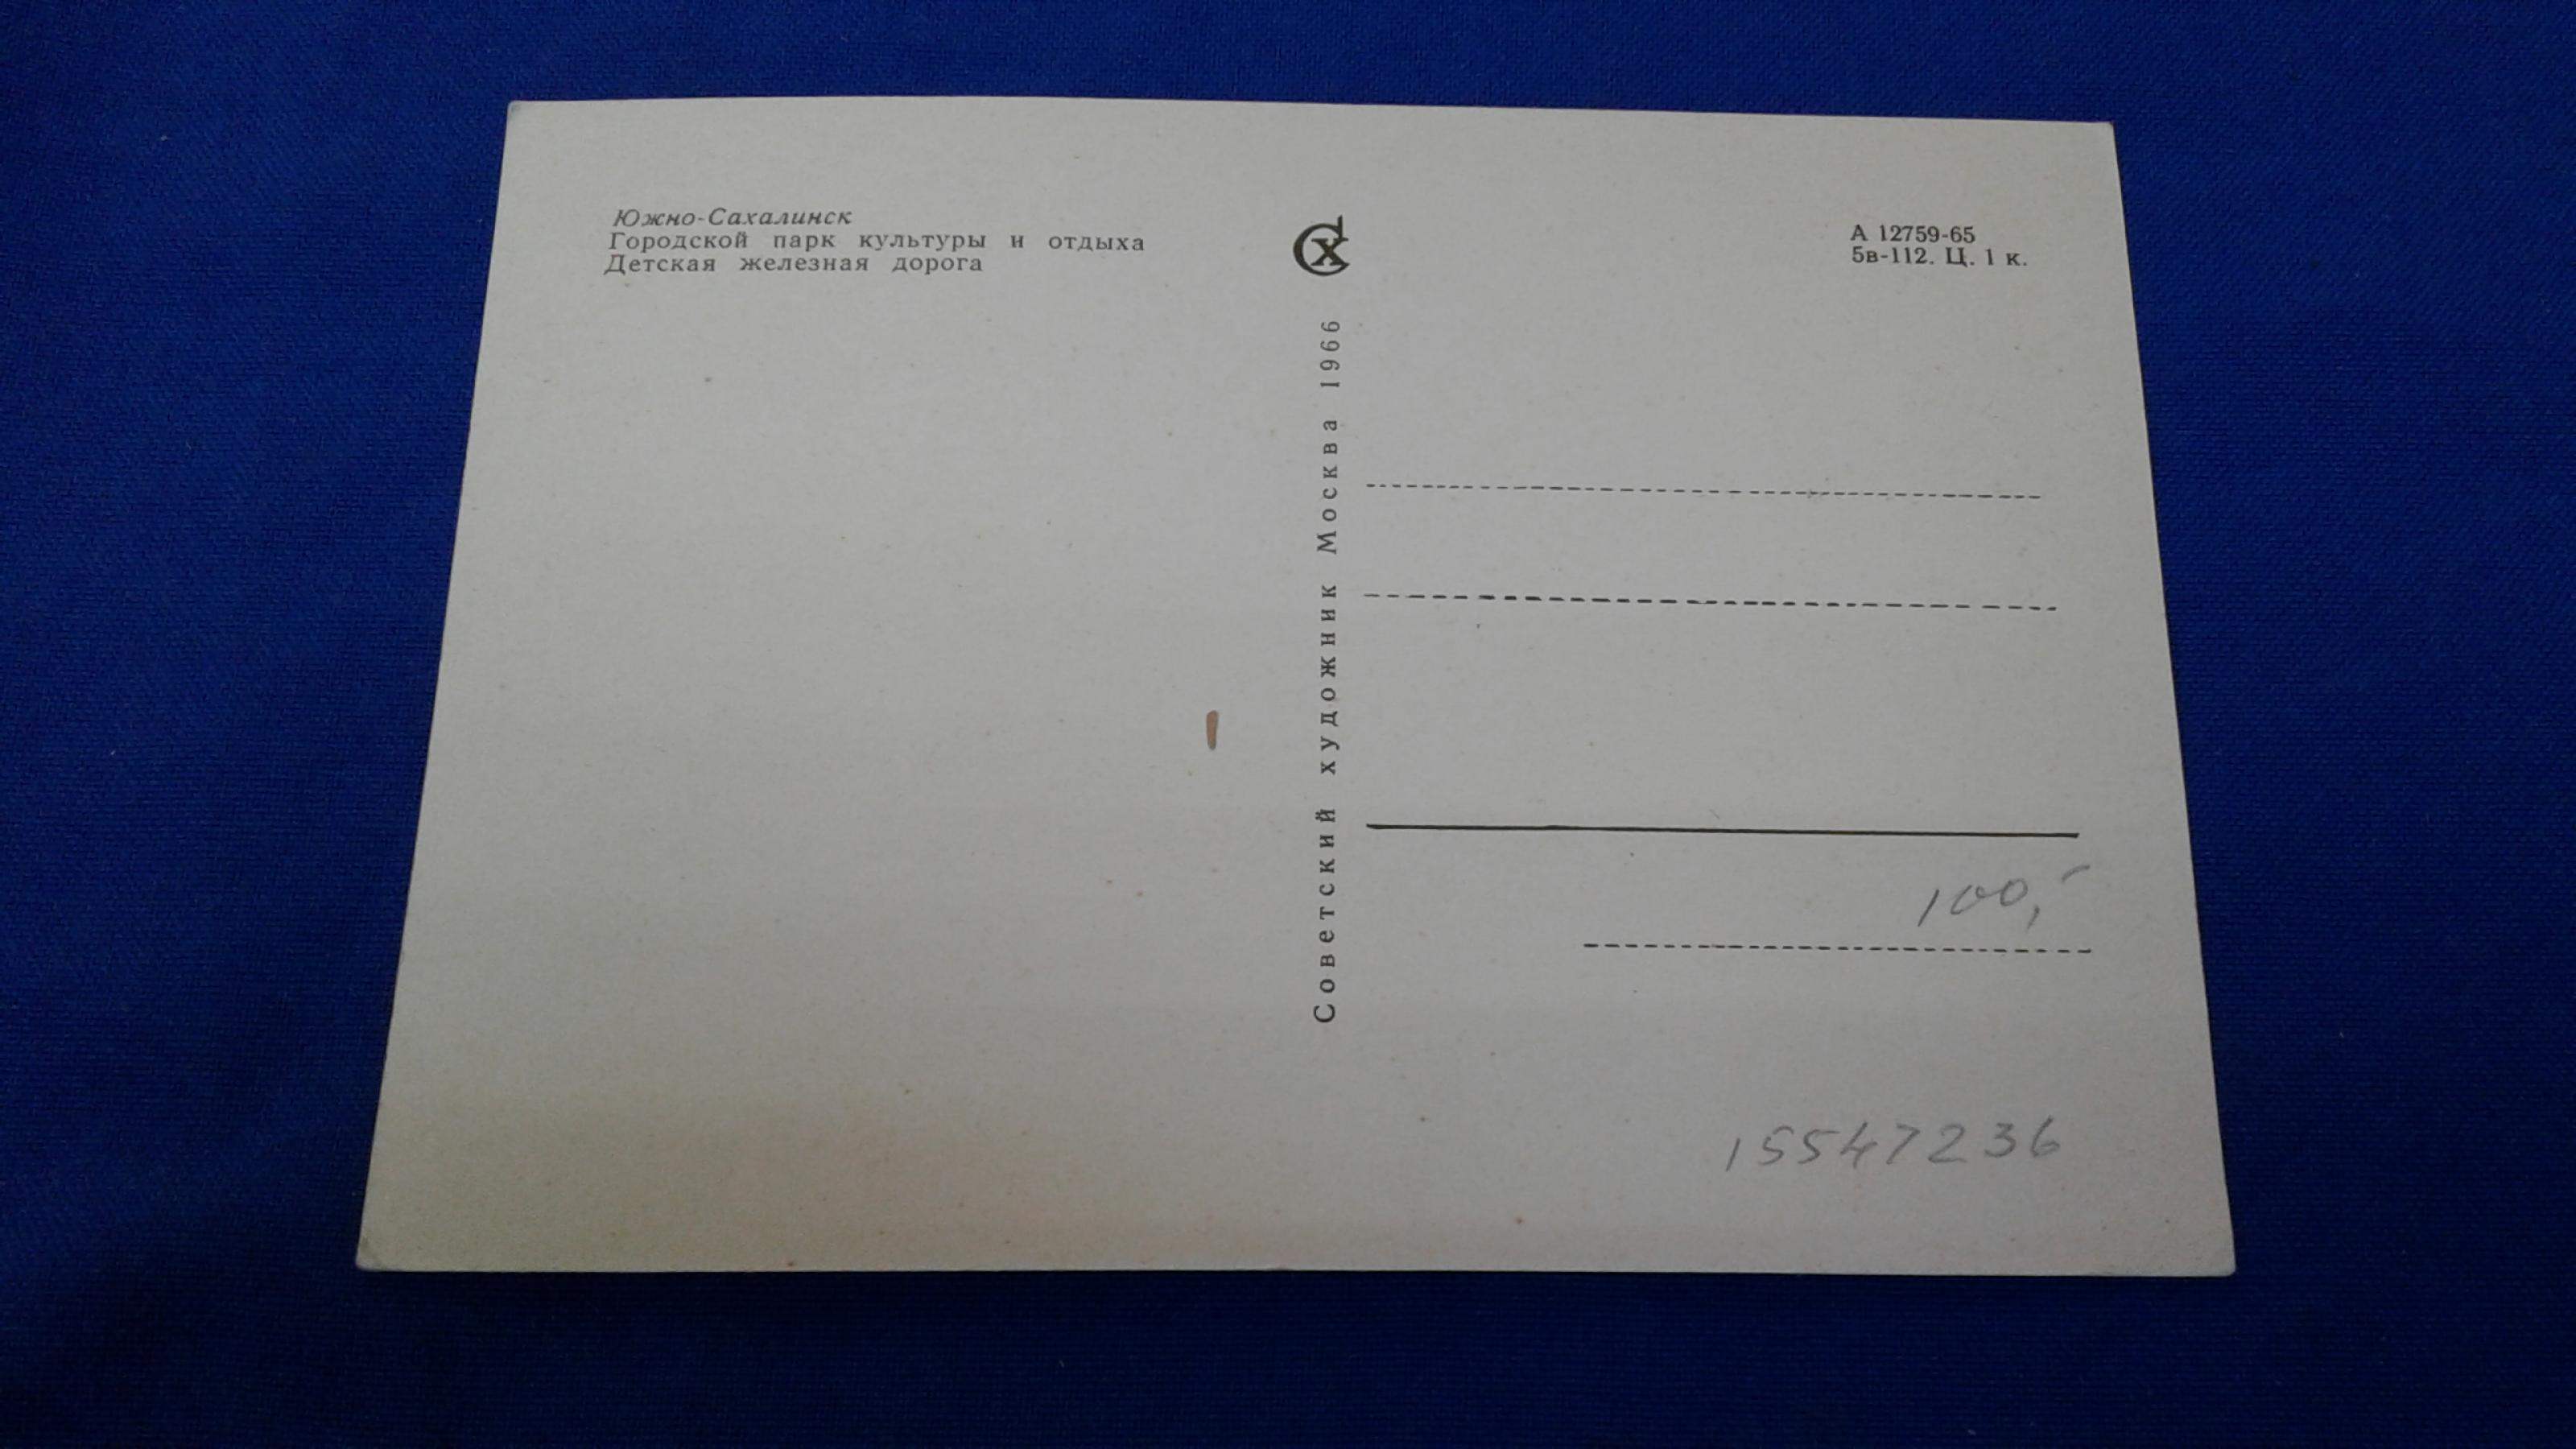 Южно-Сахалинск
Городской парк культуры и отдыха
Детская железная дорога
СХ
А 12759-65
5в-112. Ц. 1 к.
Советский художник Москва 1966
100,-
15547236